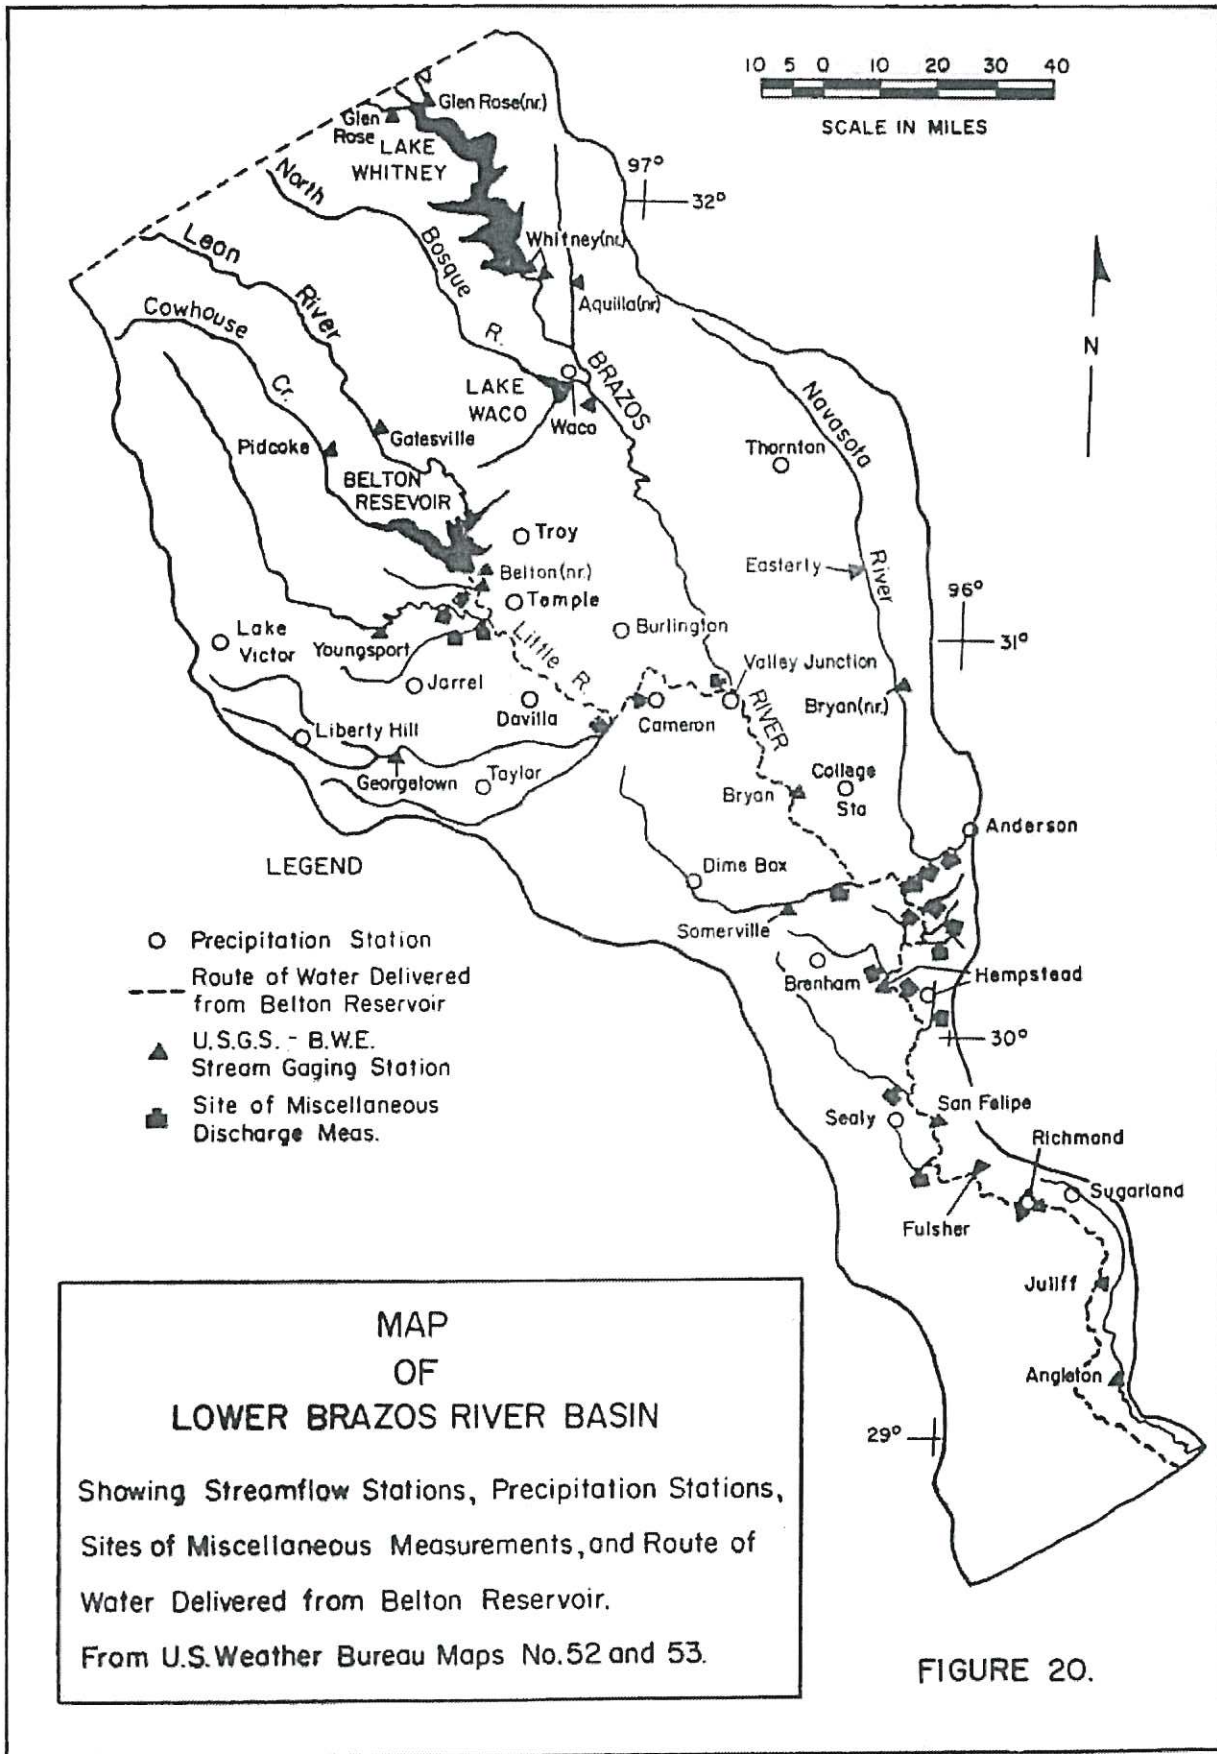 10 5 0 10 20 30 40
SCALE IN MILES
Glen Rose(nr.)
Glen
Rose
LAKE
WHITNEY
97°
32°
North
Bosque
R.
Whitney(nr.)
Aquilla(nr)
Leon
River
Cowhouse
Cr.
N
BRAZOS
RIVER
LAKE
WACO
Waco
Navasota
River
Pidcoke
Gatesville
Thornton
BELTON
RESEVOIR
Troy
Belton(nr.)
Temple
Easterly
96°
31°
Lake
Victor
Youngsport
Little R.
Burlington
Valley Junction
Jarrel
Davilla
Cameron
Bryan(nr.)
Liberty Hill
Georgetown
Taylor
Bryan
Collage
Sta
Anderson
Dime Box
Somerville
Brenham
Hempstead
30°
Sealy
San Felipe
Richmond
Sugarland
Fulsher
Juliff
Angleton
29°
LEGEND
Precipitation Station
Route of Water Delivered
from Belton Reservoir
U.S.G.S. - B.W.E.
Stream Gaging Station
Site of Miscellaneous
Discharge Meas.
MAP
OF
LOWER BRAZOS RIVER BASIN
Showing Streamflow Stations, Precipitation Stations,
Sites of Miscellaneous Measurements, and Route of
Water Delivered from Belton Reservoir.
From U.S. Weather Bureau Maps No. 52 and 53.
FIGURE 20.